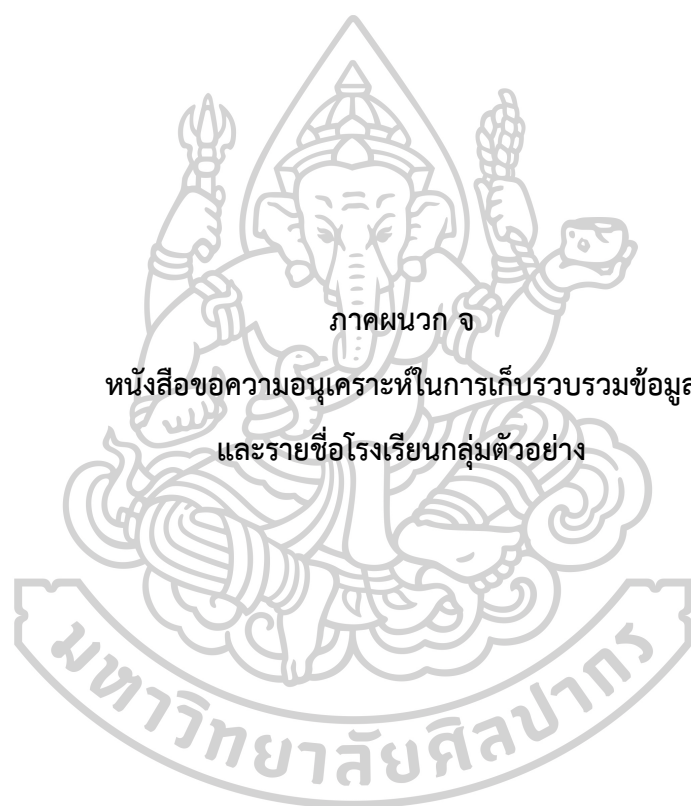 ภาคผนวก จ
หนังสือขอความอนุเคราะห์ในการเก็บรวบรวมข้อมูล
และรายชื่อโรงเรียนกลุ่มตัวอย่าง
มหาวิทยาลัยศิลปากร